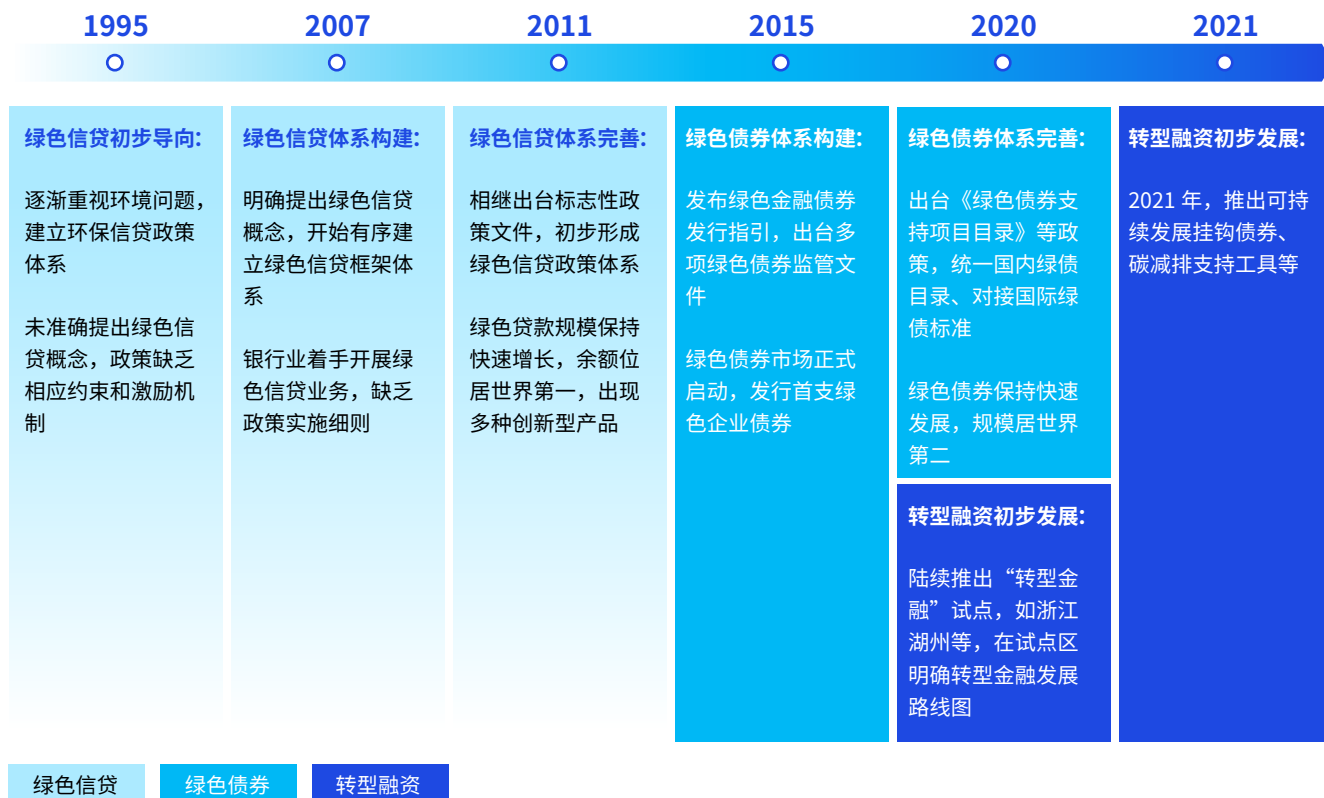 1995
2007
2011
2015
2020
2021
绿色信贷初步导向:
逐渐重视环境问题，
建立环保信贷政策
体系
未准确提出绿色信
贷概念，政策缺乏
相应约束和激励机
制
绿色信贷体系构建:
明确提出绿色信贷
概念，开始有序建
立绿色信贷框架体
系
银行业着手开展绿
色信贷业务，缺乏
政策实施细则
绿色信贷体系完善:
相继出台标志性政
策文件，初步形成
绿色信贷政策体系
绿色贷款规模保持
快速增长，余额位
居世界第一，出现
多种创新型产品
绿色债券体系构建:
发布绿色金融债券
发行指引，出台多
项绿色债券监管文
件
绿色债券市场正式
启动，发行首支绿
色企业债券
绿色债券体系完善:
出台《绿色债券支
持项目目录》等政
策，统一国内绿债
目录、对接国际绿
债标准
绿色债券保持快速
发展，规模居世界
第二
转型融资初步发展:
陆续推出“转型金
融”试点，如浙江
湖州等，在试点区
明确转型金融发展
路线图
转型融资初步发展:
2021 年，推出可持
续发展挂钩债券、
碳减排支持工具等
绿色信贷
绿色债券
转型融资